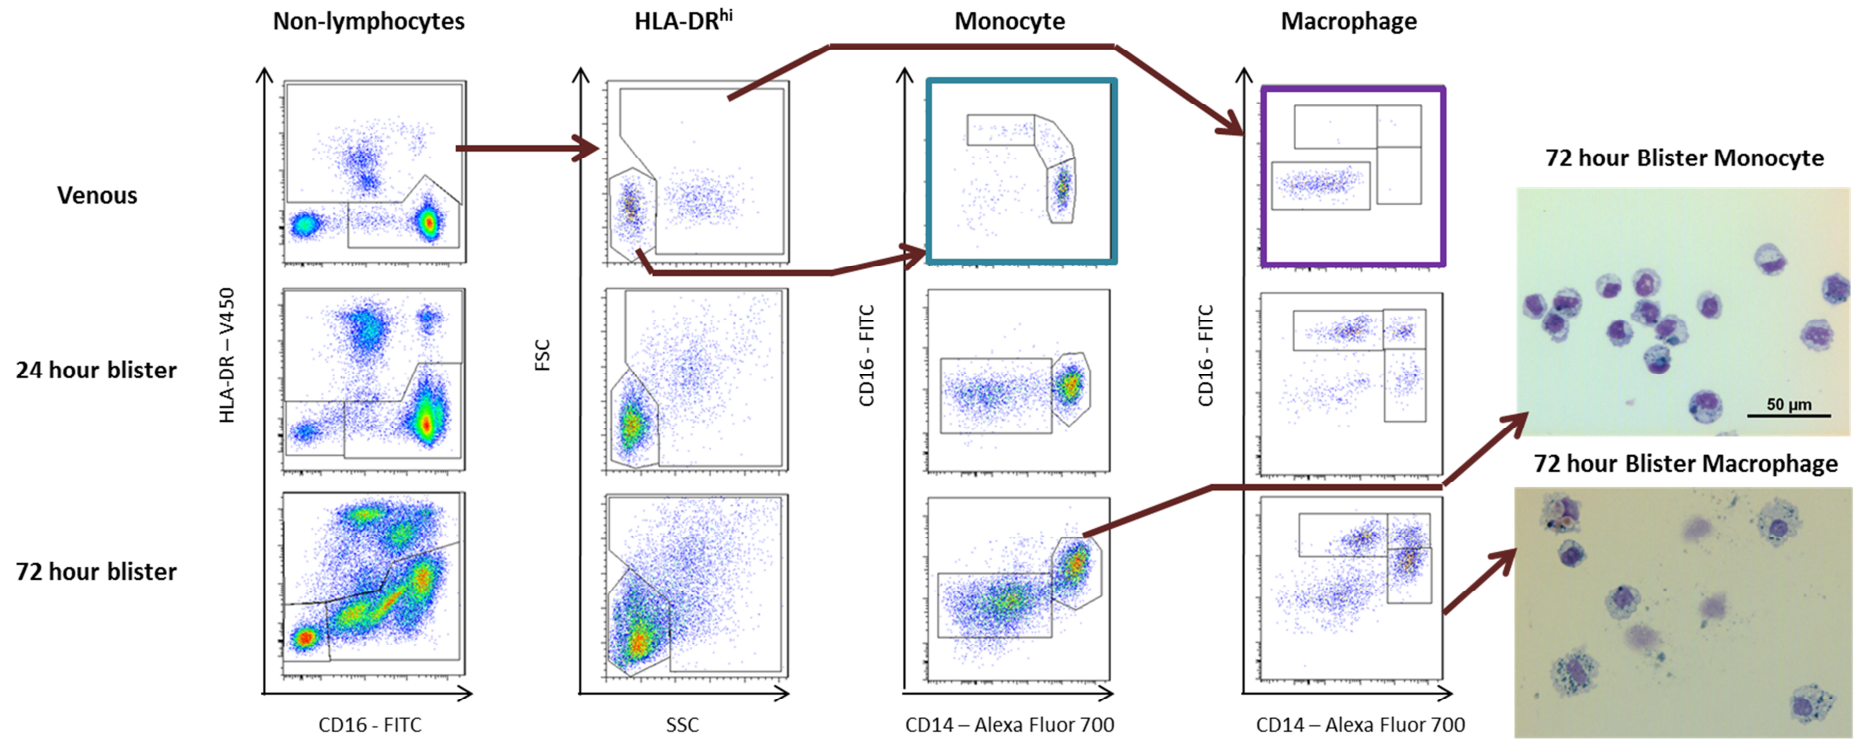 Non-lymphocytes
HLA-DRhi
Monocyte
Macrophage
Venous
24 hour blister
72 hour blister
HLA-DR – V450
CD16 - FITC
FSC
SSC
CD16 - FITC
CD14 – Alexa Fluor 700
CD16 - FITC
CD14 – Alexa Fluor 700
72 hour Blister Monocyte
50 µm
72 hour Blister Macrophage